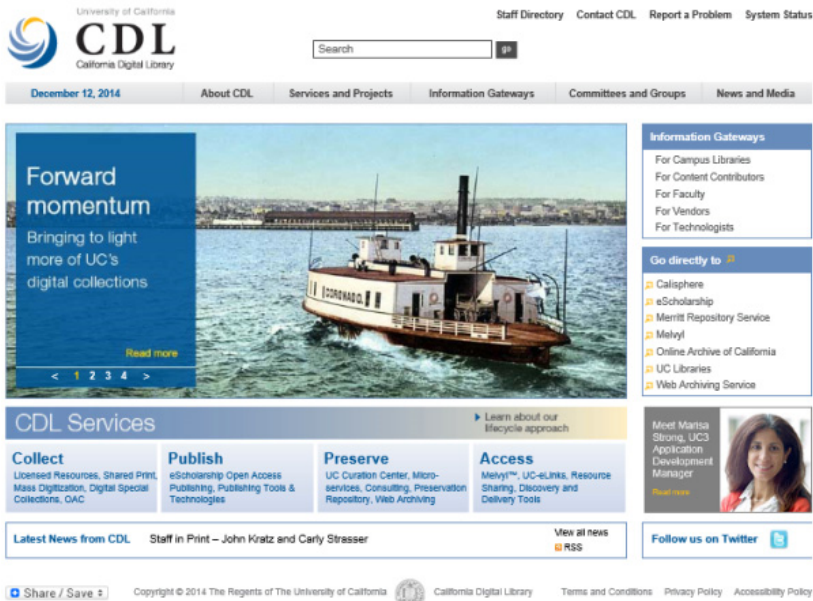 University of California
CDL
California Digital Library
Staff Directory Contact CDL Report a Problem System Status
Search go
December 12, 2014 About CDL Services and Projects Information Gateways Committees and Groups News and Media
Forward
momentum
Bringing to light
more of UC's
digital collections
Read more
< 1 2 3 4 >
CORONADO.
Information Gateways
For Campus Libraries
For Content Contributors
For Faculty
For Vendors
For Technologists
Go directly to
Calisphere
eScholarship
Merritt Repository Service
Melvyl
Online Archive of California
UC Libraries
Web Archiving Service
CDL Services
Learn about our
lifecycle approach
Collect
Licensed Resources, Shared Print,
Mass Digitization, Digital Special
Collections, OAC
Publish
eScholarship Open Access
Publishing, Publishing Tools &
Technologies
Preserve
UC Curation Center, Micro-
services, Consulting, Preservation
Repository, Web Archiving
Access
Melvyl™, UC-eLinks, Resource
Sharing, Discovery and
Delivery Tools
Meet Marisa
Strong, UC3
Application
Development
Manager
Read more
Latest News from CDL Staff in Print – John Kratz and Carly Strasser
View all news
RSS
Follow us on Twitter
Share / Save
Copyright © 2014 The Regents of The University of California California Digital Library Terms and Conditions Privacy Policy Accessibility Policy